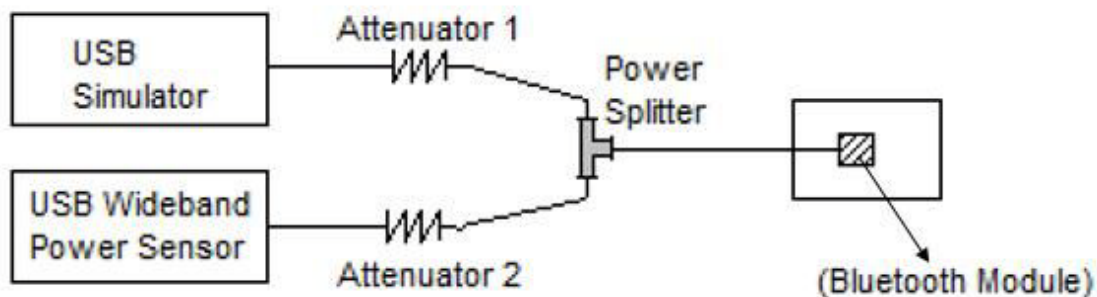 USB
Simulator
Attenuator 1
Power
Splitter
USB Wideband
Power Sensor
Attenuator 2
(Bluetooth Module)